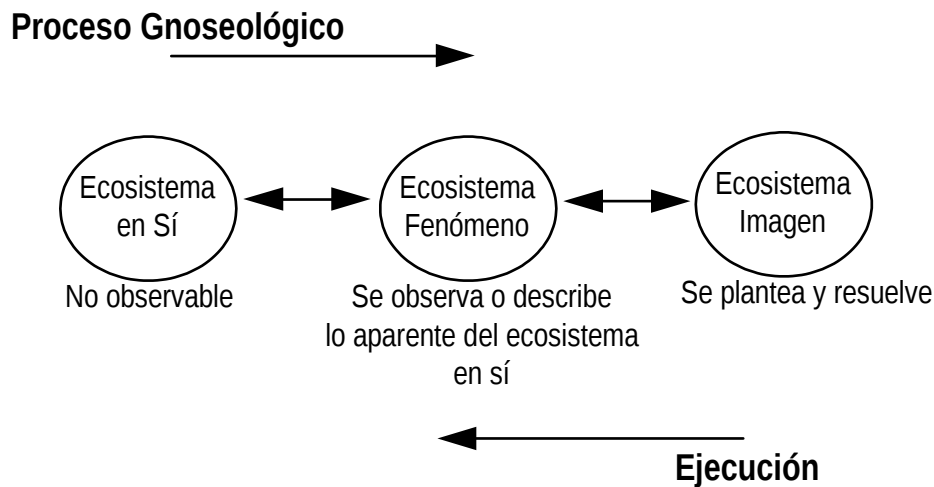 Proceso Gnoseológico
Ecosistema
en Sí
Ecosistema
Fenómeno
Ecosistema
Imagen
No observable
Se observa o describe
lo aparente del ecosistema
en sí
Se plantea y resuelve
Ejecución